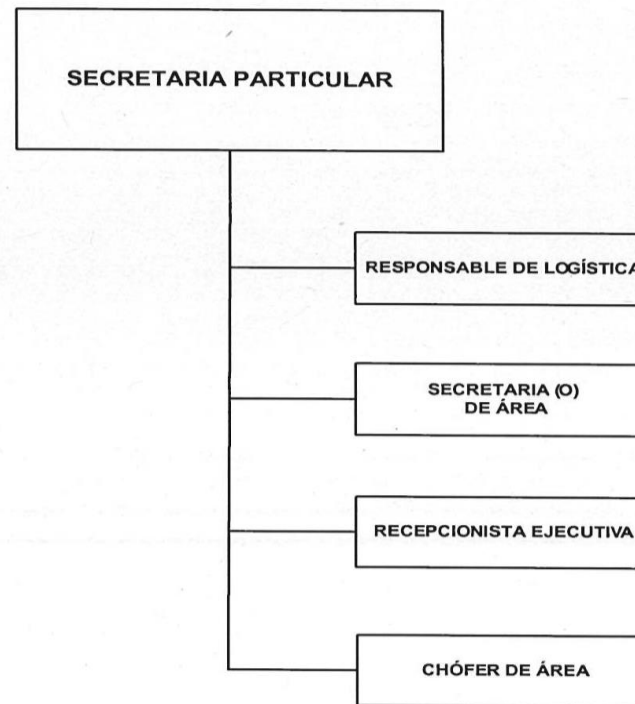 SECRETARIA PARTICULAR
RESPONSABLE DE LOGÍSTICA
SECRETARIA (O)
DE ÁREA
RECEPCIONISTA EJECUTIVA
CHÓFER DE ÁREA